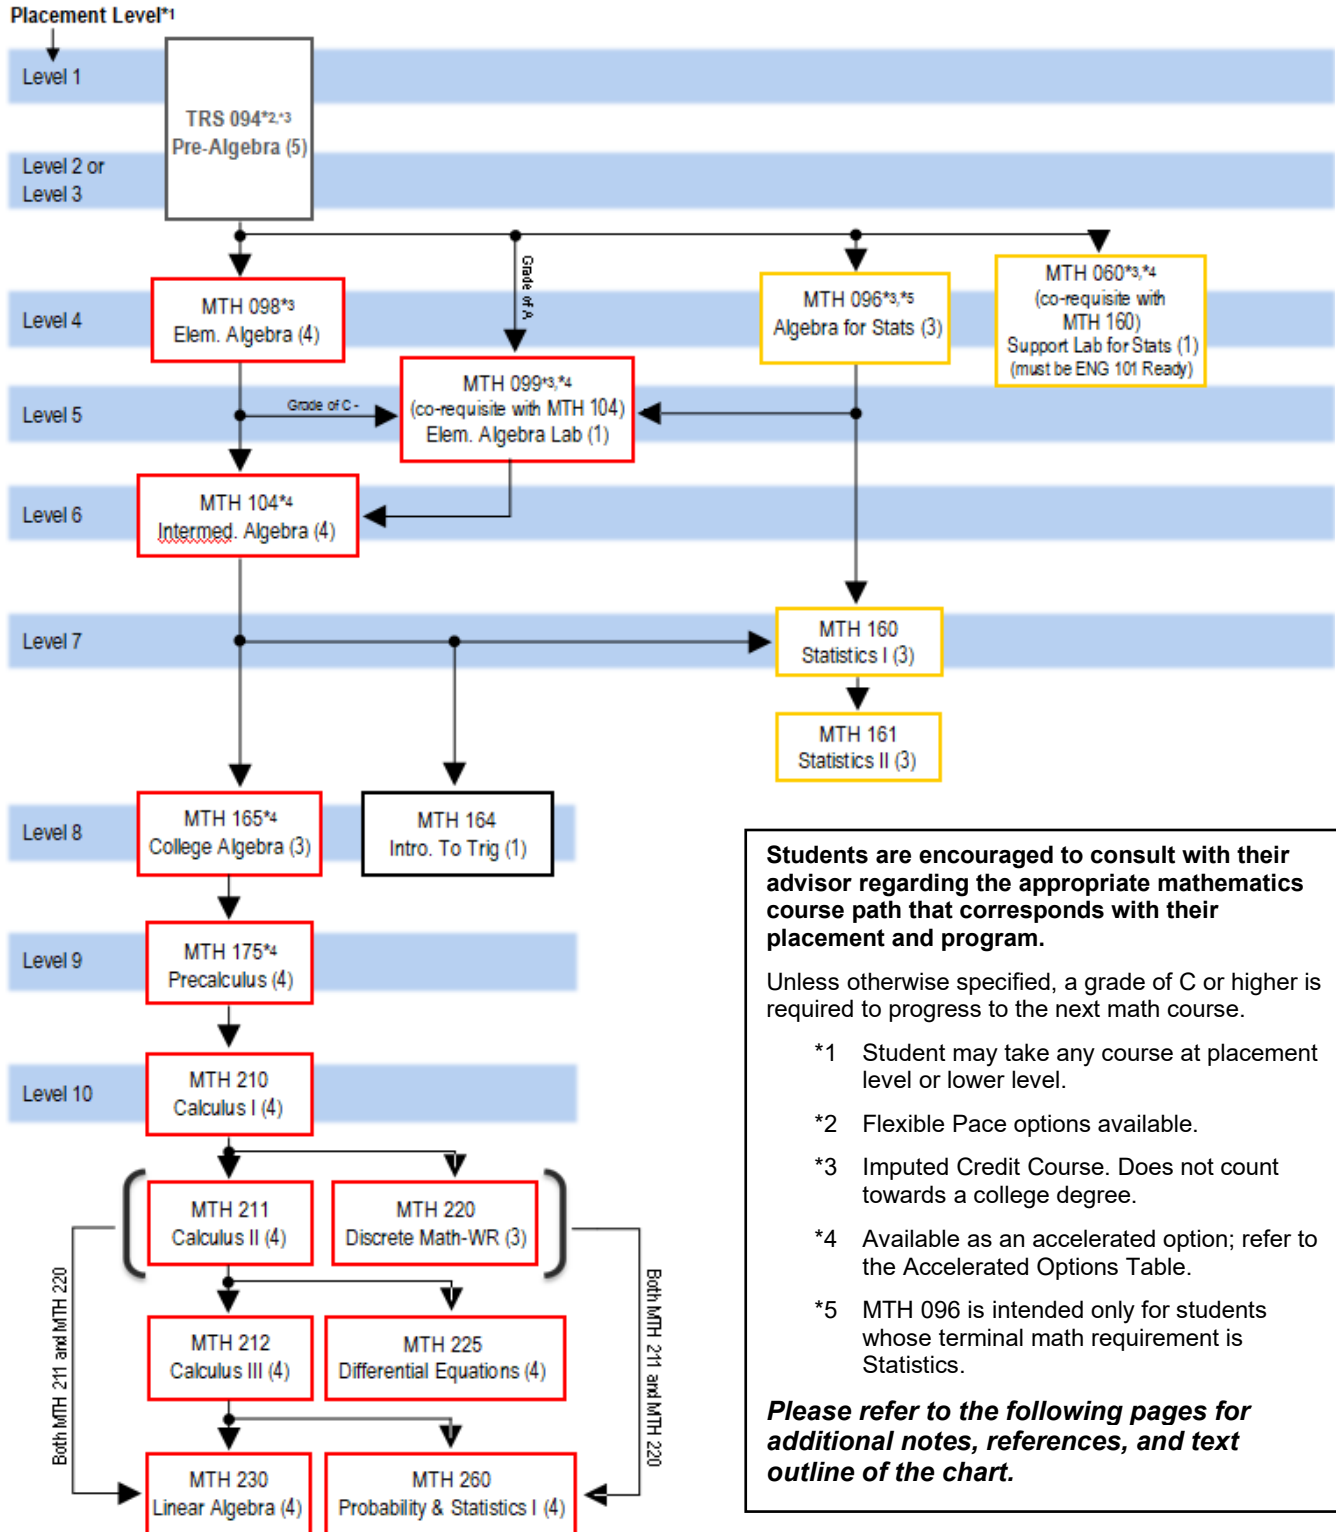 Placement Level*1
Level 1
TRS 094*2,*3
Pre-Algebra (5)
Level 2 or
Level 3
Grade of A
MTH 098*3
Elem. Algebra (4)
Level 4
MTH 096*3,*5
Algebra for Stats (3)
MTH 060*3,*4
(co-requisite with
MTH 160)
Support Lab for Stats (1)
(must be ENG 101 Ready)
MTH 099*3,*4
(co-requisite with MTH 104)
Elem. Algebra Lab (1)
Level 5
Grade of C -
Level 6
MTH 104*4
Intermed. Algebra (4)
Level 7
MTH 160
Statistics I (3)
MTH 161
Statistics II (3)
Level 8
MTH 165*4
College Algebra (3)
MTH 164
Intro. To Trig (1)
Level 9
MTH 175*4
Precalculus (4)
Level 10
MTH 210
Calculus I (4)
MTH 211
Calculus II (4)
MTH 220
Discrete Math-WR (3)
Both MTH 211 and MTH 220
Both MTH 211 and MTH 220
MTH 212
Calculus III (4)
MTH 225
Differential Equations (4)
MTH 230
Linear Algebra (4)
MTH 260
Probability & Statistics I (4)
Students are encouraged to consult with their
advisor regarding the appropriate mathematics
course path that corresponds with their
placement and program.
Unless otherwise specified, a grade of C or higher is
required to progress to the next math course.
*1 Student may take any course at placement
level or lower level.
*2 Flexible Pace options available.
*3 Imputed Credit Course. Does not count
towards a college degree.
*4 Available as an accelerated option; refer to
the Accelerated Options Table.
*5 MTH 096 is intended only for students
whose terminal math requirement is
Statistics.
Please refer to the following pages for
additional notes, references, and text
outline of the chart.